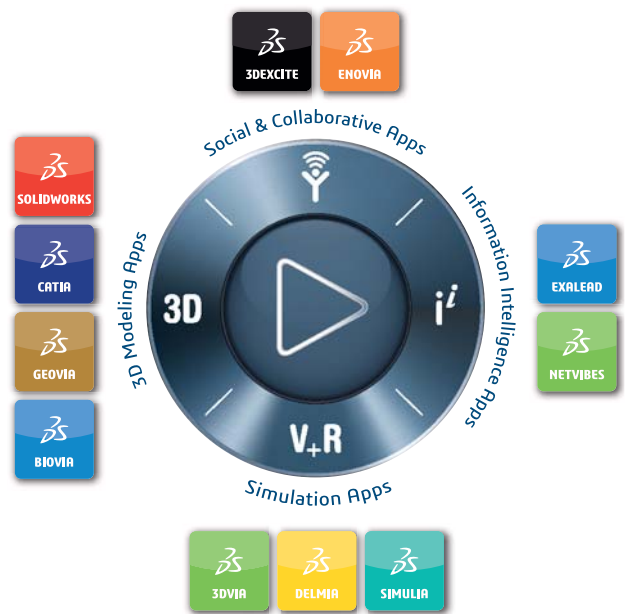 3DEXCITE
ENOVIA
Social & Collaborative Apps
SOLIDWORKS
CATIA
GEOVIA
BIOVIA
3D Modeling Apps
3D
iⁱ
Information Intelligence Apps
EXALEAD
NETVIBES
V+R
Simulation Apps
3DVIA
DELMIA
SIMULIA